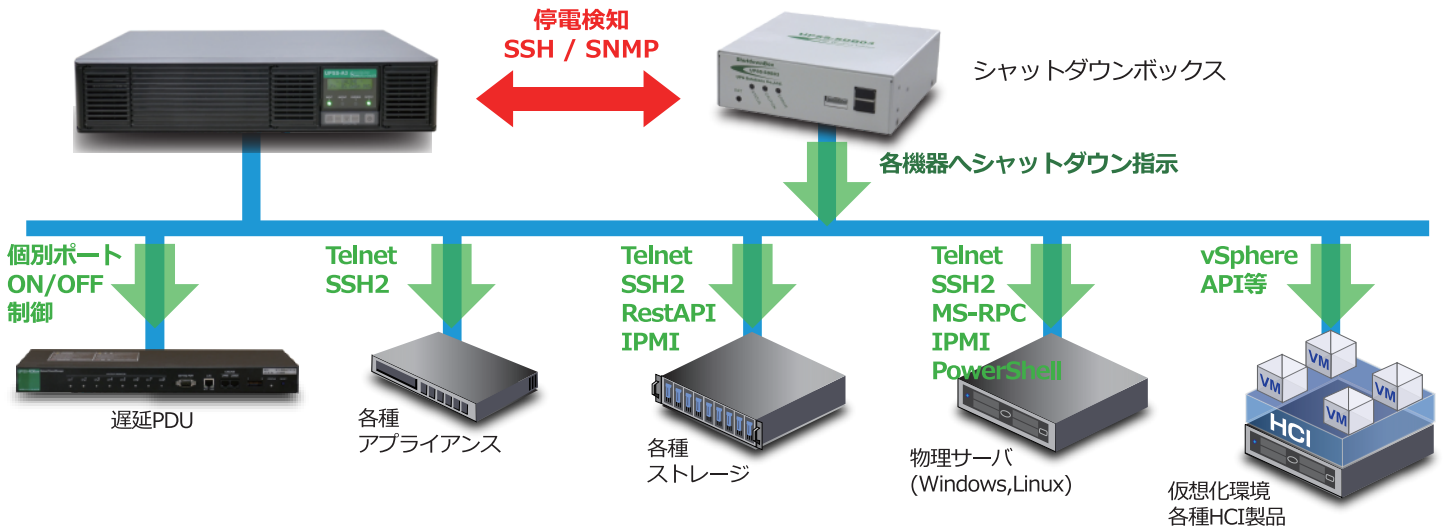 停電検知
SSH / SNMP
シャットダウンボックス
各機器へシャットダウン指示
個別ポート
ON/OFF
制御
遅延PDU
Telnet
SSH2
各種
アプライアンス
Telnet
SSH2
RestAPI
IPMI
各種
ストレージ
Telnet
SSH2
MS-RPC
IPMI
PowerShell
物理サーバ
(Windows,Linux)
vSphere
API等
VM
VM
VM
VM
HCI
仮想化環境
各種HCI製品